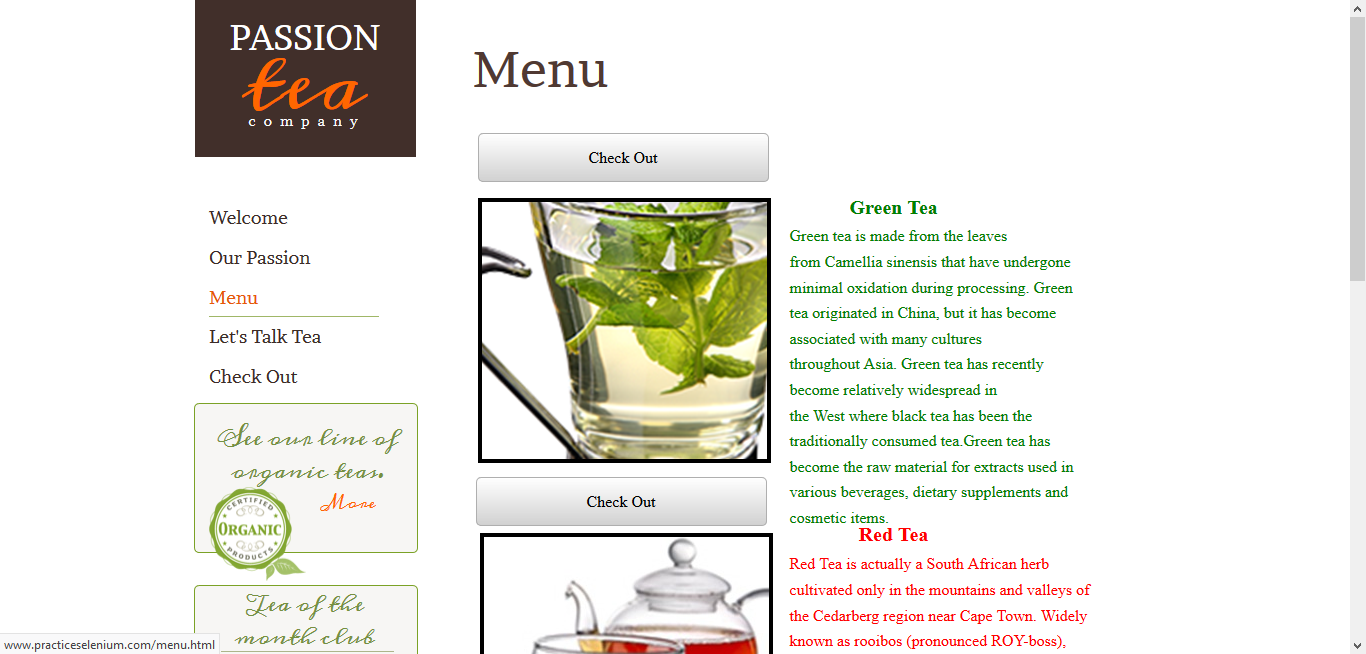 PASSION
tea
company
Menu
Welcome
Our Passion
Menu
Let's Talk Tea
Check Out
See our line of
organic teas.
More
CERTIFIED
ORGANIC
PRODUCTS
Tea of the
month club
Check Out
Green Tea
Green tea is made from the leaves
from Camellia sinensis that have undergone
minimal oxidation during processing. Green
tea originated in China, but it has become
associated with many cultures
throughout Asia. Green tea has recently
become relatively widespread in
the West where black tea has been the
traditionally consumed tea.Green tea has
become the raw material for extracts used in
various beverages, dietary supplements and
cosmetic items.
Check Out
Red Tea
Red Tea is actually a South African herb
cultivated only in the mountains and valleys of
the Cedarberg region near Cape Town. Widely
known as rooibos (pronounced ROY-boss),
www.practiceselenium.com/menu.html